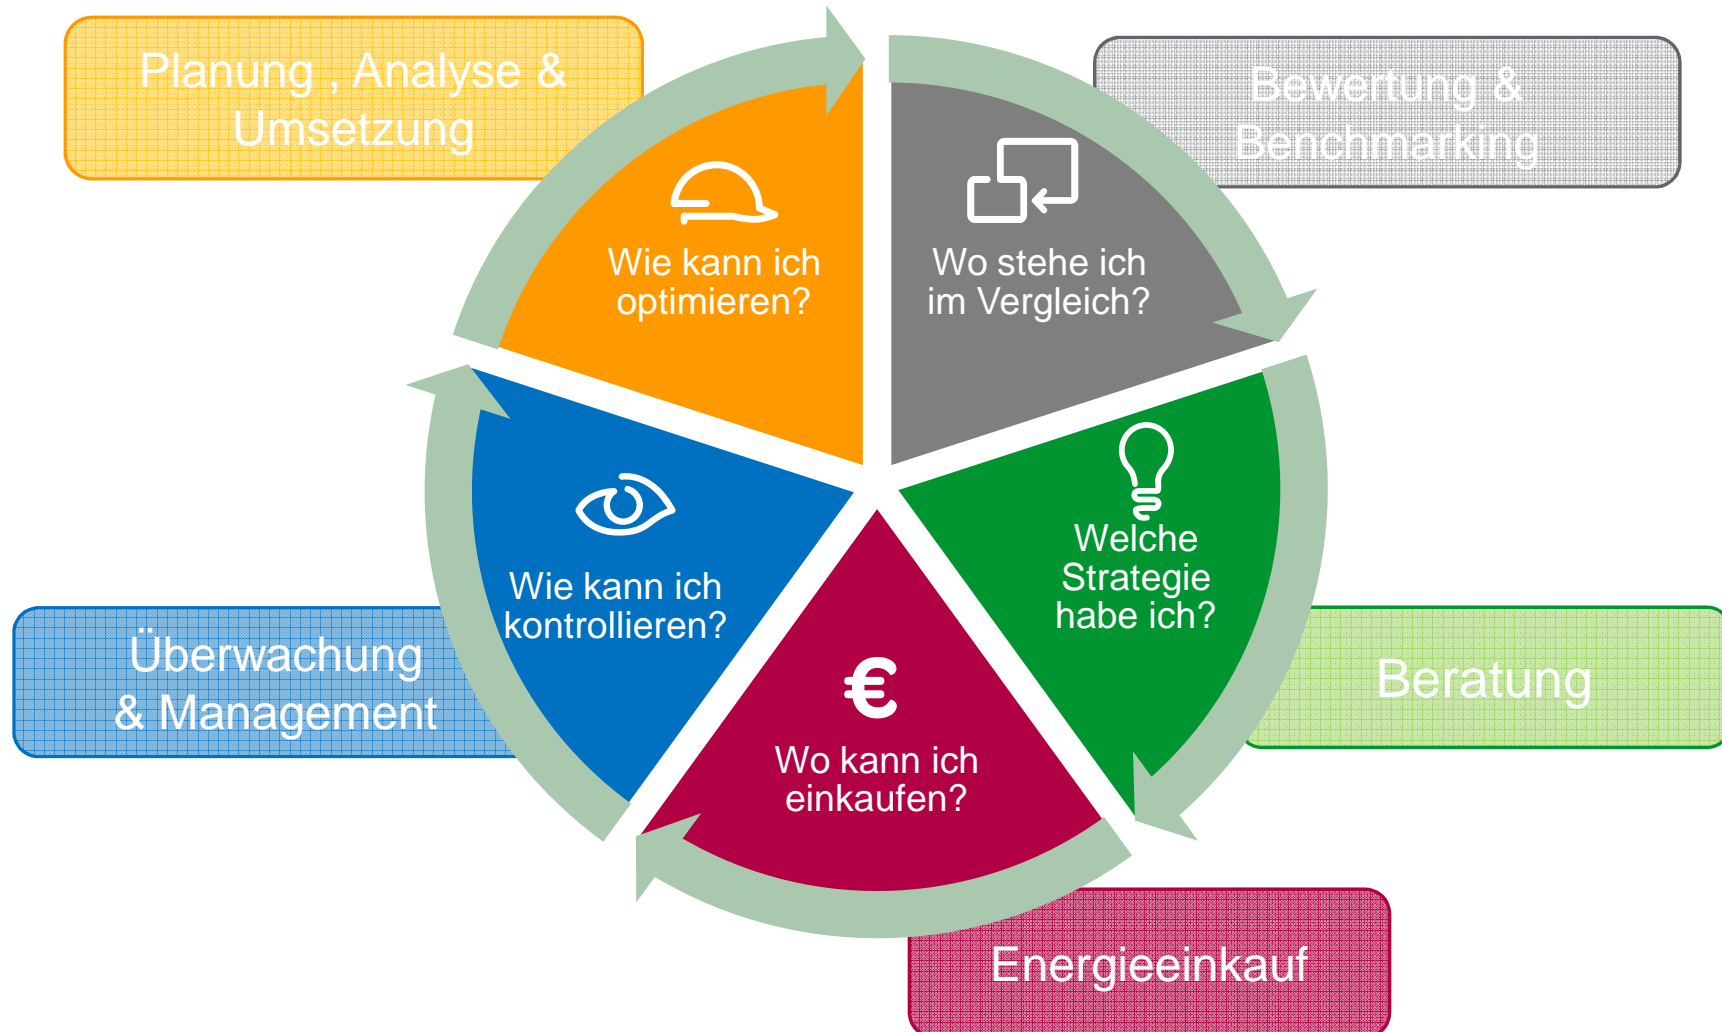 Planung , Analyse &
Umsetzung
Bewertung &
Benchmarking
Wie kann ich
optimieren?
Wo stehe ich
im Vergleich?
Welche
Strategie
habe ich?
Wie kann ich
kontrollieren?
Überwachung
& Management
Beratung
€
Wo kann ich
einkaufen?
Energieeinkauf